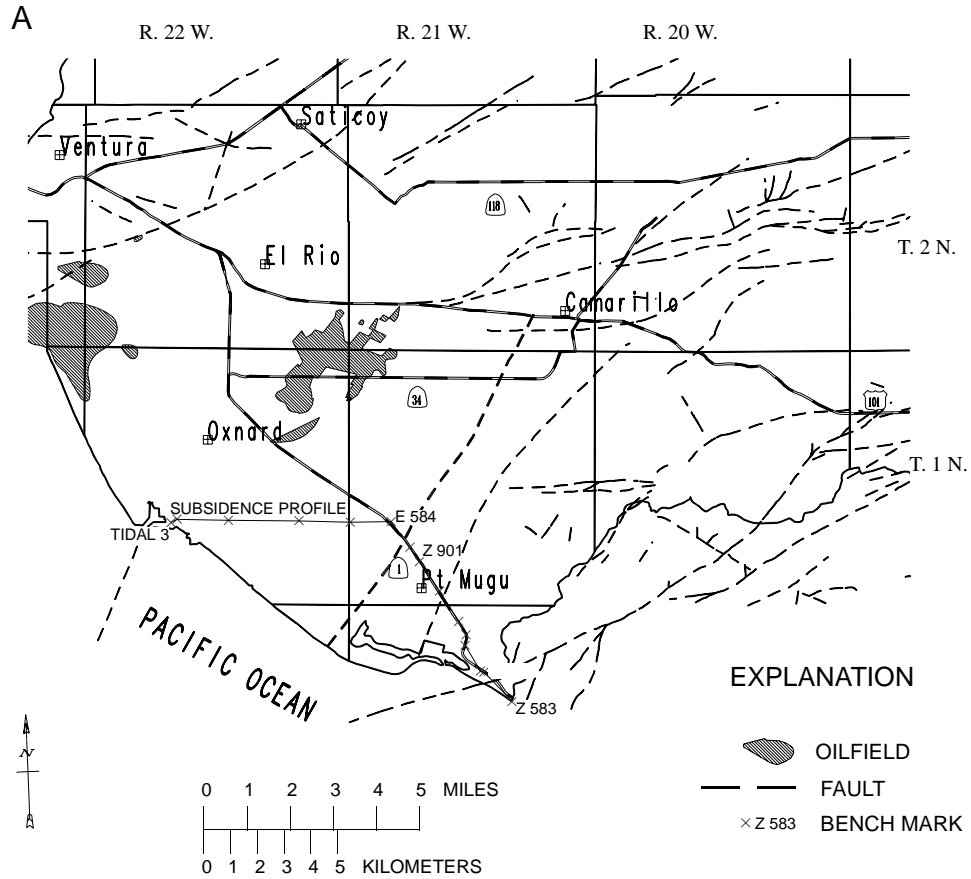 A
R. 22 W.
R. 21 W.
R. 20 W.
Saticoy
Ventura
118
El Rio
T. 2 N.
Camarillo
34
101
Oxnard
T. 1 N.
SUBSIDENCE PROFILE
E 584
TIDAL 3
Z 901
1
Pt Mugu
PACIFIC OCEAN
Z 583
EXPLANATION
OILFIELD
FAULT
Z 583 BENCH MARK
N
0 1 2 3 4 5 MILES
0 1 2 3 4 5 KILOMETERS